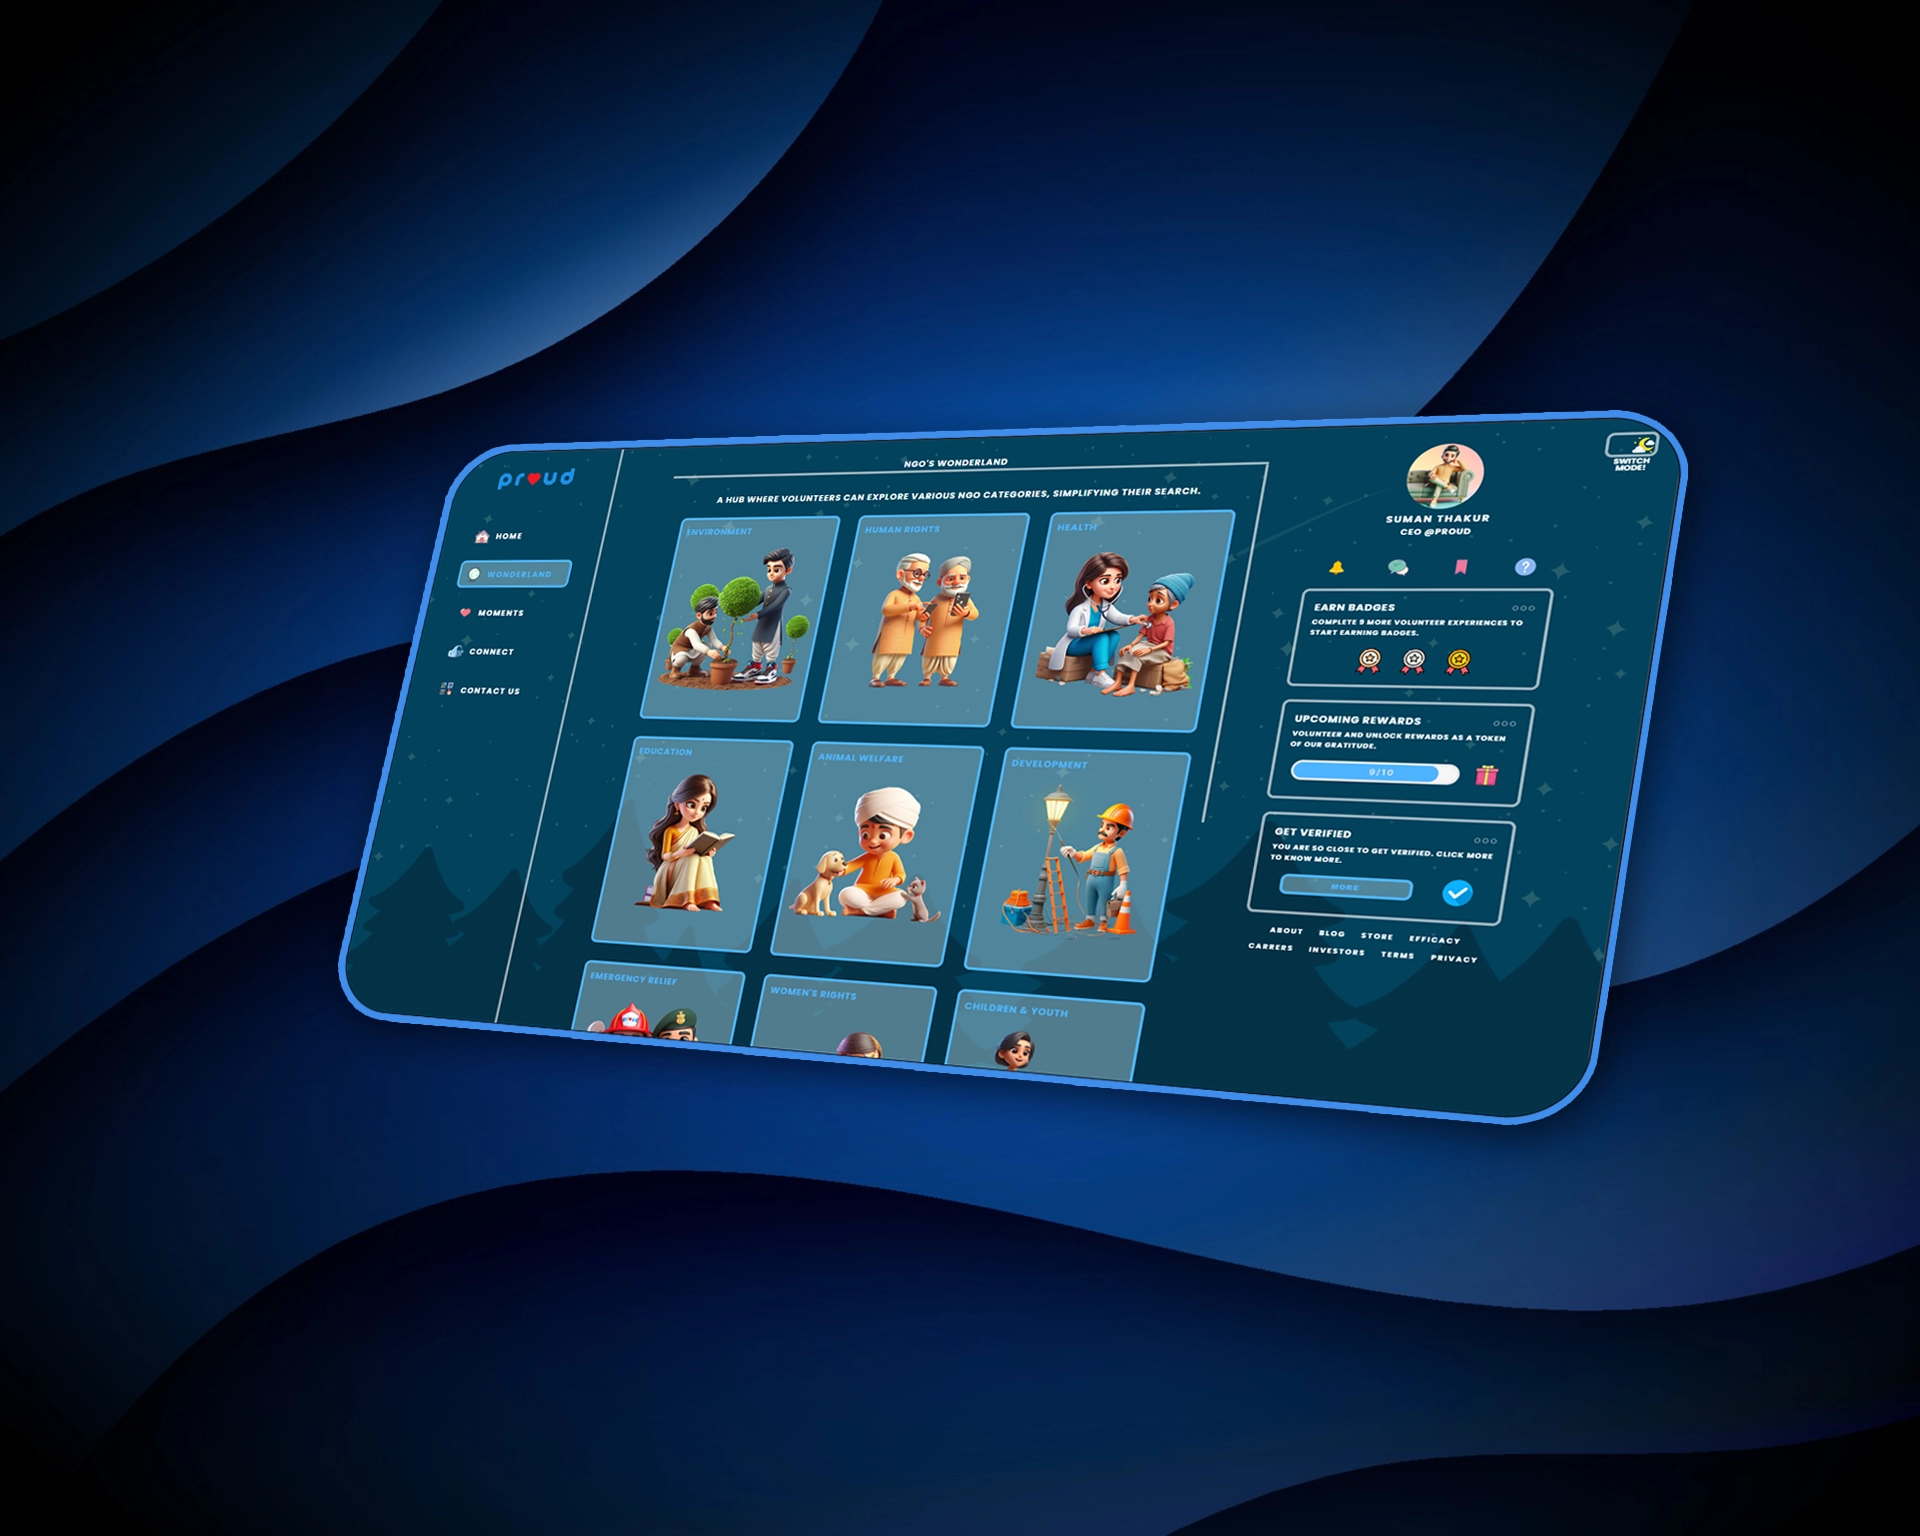 proud
HOME
WONDERLAND
MOMENTS
CONNECT
CONTACT US
NGO'S WONDERLAND
A HUB WHERE VOLUNTEERS CAN EXPLORE VARIOUS NGO CATEGORIES, SIMPLIFYING THEIR SEARCH.
ENVIRONMENT
HUMAN RIGHTS
HEALTH
EDUCATION
ANIMAL WELFARE
DEVELOPMENT
EMERGENCY RELIEF
WOMEN'S RIGHTS
CHILDREN & YOUTH
SWITCH
MODE!
SUMAN THAKUR
CEO @PROUD
?
EARN BADGES
COMPLETE 9 MORE VOLUNTEER EXPERIENCES TO
START EARNING BADGES.
UPCOMING REWARDS
VOLUNTEER AND UNLOCK REWARDS AS A TOKEN
OF OUR GRATITUDE.
9/10
GET VERIFIED
YOU ARE SO CLOSE TO GET VERIFIED. CLICK MORE
TO KNOW MORE.
MORE
ABOUT BLOG STORE EFFICACY
CARRERS INVESTORS TERMS PRIVACY